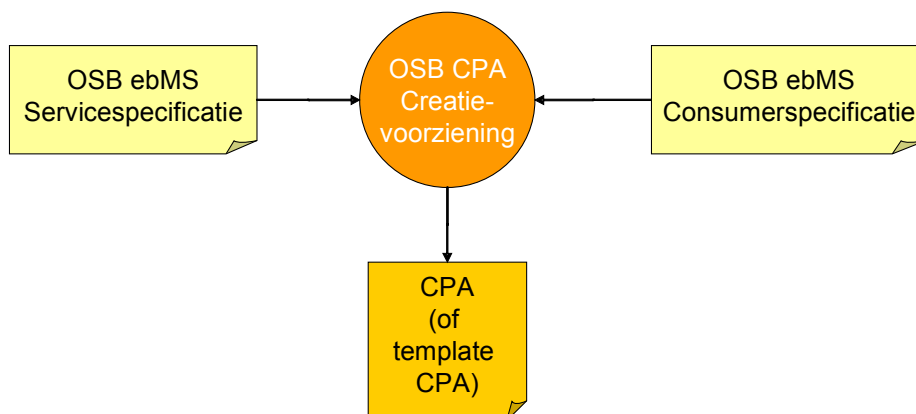 OSB ebMS
Servicespecificatie
OSB CPA
Creatie-
voorziening
OSB ebMS
Consumerspecificatie
CPA
(of
template
CPA)